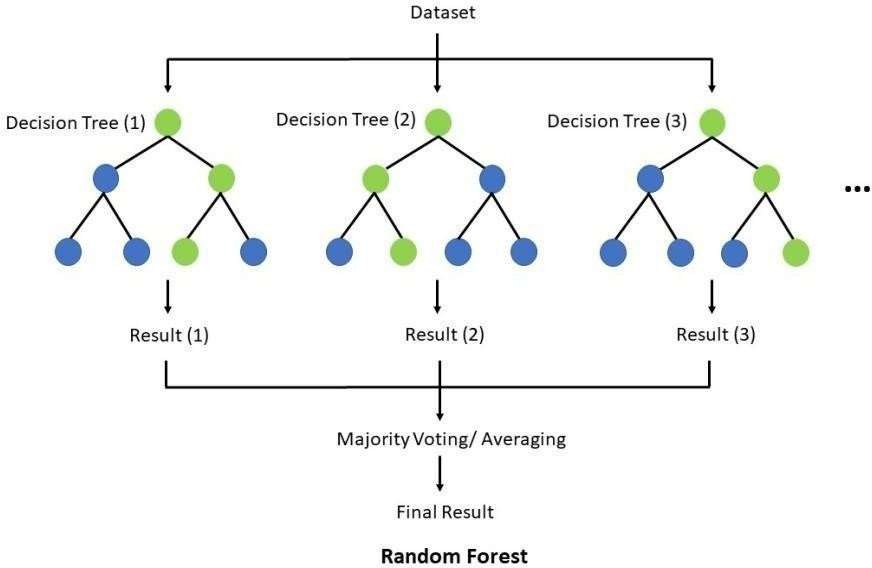 Dataset
Decision Tree (1)
Decision Tree (2)
Decision Tree (3)
...
Result (1)
Result (2)
Result (3)
Majority Voting/ Averaging
Final Result
Random Forest